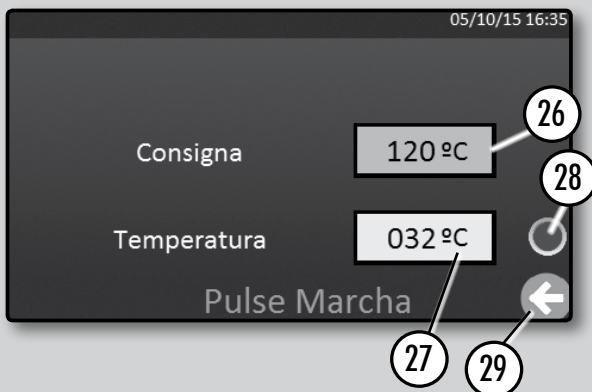 05/10/15 16:35
26
Consigna 120 ºC
28
Temperatura 032 ºC
Pulse Marcha
27
29